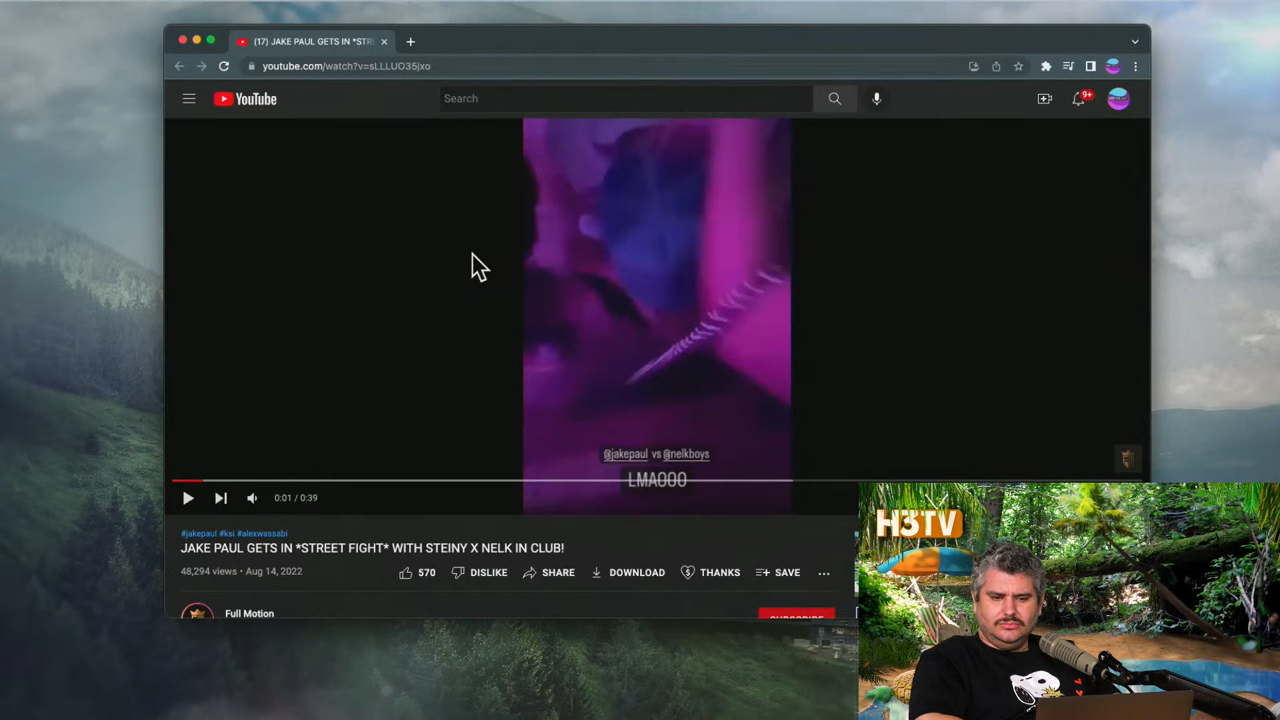 (17) JAKE PAUL GETS IN *STR
youtube.com/watch?v=sLLLUO35jxo
YouTube
Search
9+
@jakepaul vs @nelkboys
LMAOOO
0:01 / 0:39
#jakepaul #ksi #alexwassabi
JAKE PAUL GETS IN *STREET FIGHT* WITH STEINY X NELK IN CLUB!
48,294 views • Aug 14, 2022
570
DISLIKE
SHARE
DOWNLOAD
THANKS
SAVE
Full Motion
SUBSCRIBE
H3TV